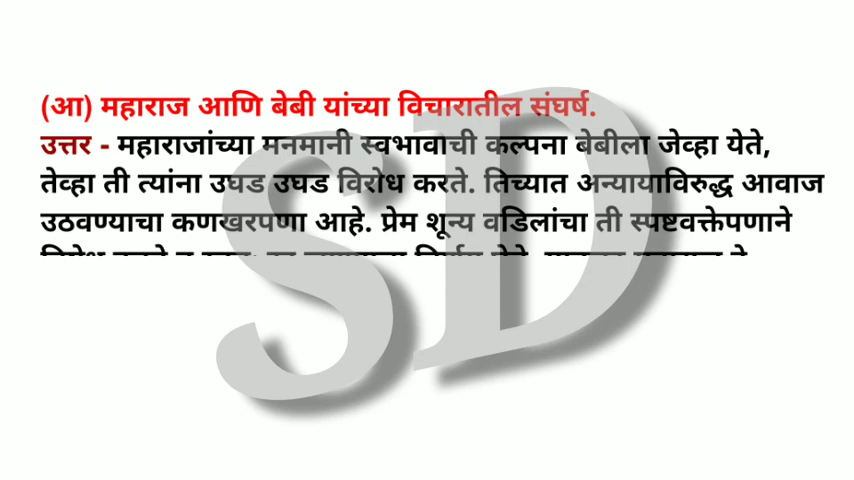 (आ) महाराज आणि बेबी यांच्या विचारातील संघर्ष.
उत्तर - महाराजांच्या मनमानी स्वभावाची कल्पना बेबीला जेव्हा येते,
तेव्हा ती त्यांना उघड उघड विरोध करते. तिच्यात अन्यायाविरुद्ध आवाज
उठवण्याचा कणखरपणा आहे. प्रेम शून्य वडिलांचा ती स्पष्टवक्तेपणाने
SD